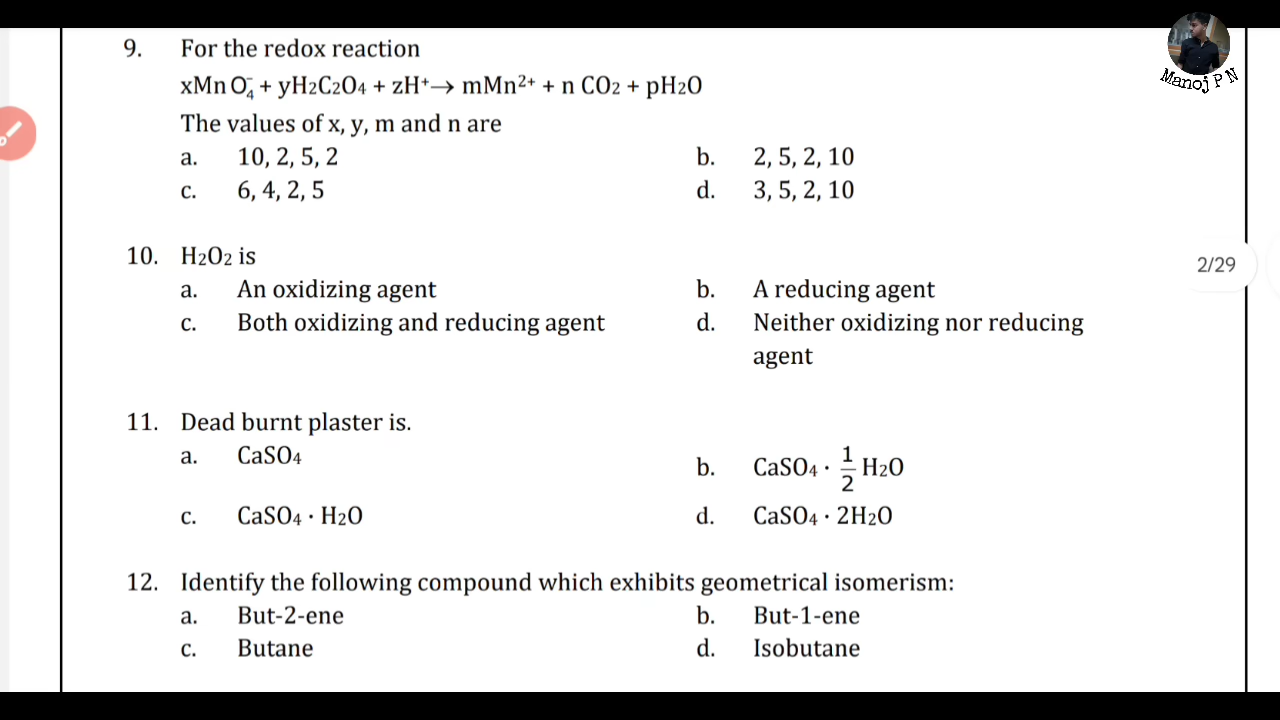 9. For the redox reaction
xMn O₄⁻ + yH2C2O4 + zH⁺→ mMn²⁺ + n CO2 + pH2O
The values of x, y, m and n are
a. 10, 2, 5, 2 b. 2, 5, 2, 10
c. 6, 4, 2, 5 d. 3, 5, 2, 10
10. H2O2 is
a. An oxidizing agent b. A reducing agent
c. Both oxidizing and reducing agent d. Neither oxidizing nor reducing
agent
11. Dead burnt plaster is.
a. CaSO4 b. CaSO4 · 1/2 H2O
c. CaSO4 · H2O d. CaSO4 · 2H2O
12. Identify the following compound which exhibits geometrical isomerism:
a. But-2-ene b. But-1-ene
c. Butane d. Isobutane
Manoj P N
2/29